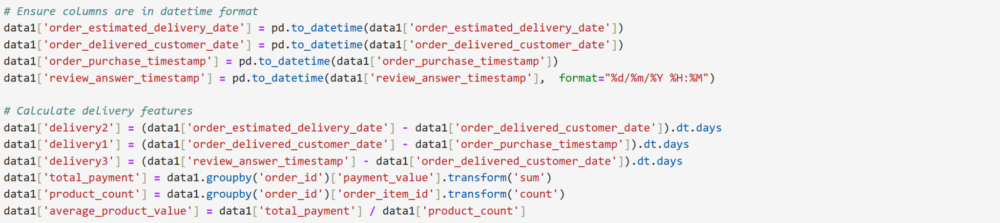 # Ensure columns are in datetime format
data1['order_estimated_delivery_date'] = pd.to_datetime(data1['order_estimated_delivery_date'])
data1['order_delivered_customer_date'] = pd.to_datetime(data1['order_delivered_customer_date'])
data1['order_purchase_timestamp'] = pd.to_datetime(data1['order_purchase_timestamp'])
data1['review_answer_timestamp'] = pd.to_datetime(data1['review_answer_timestamp'],  format="%d/%m/%Y %H:%M")
# Calculate delivery features
data1['delivery2'] = (data1['order_estimated_delivery_date'] - data1['order_delivered_customer_date']).dt.days
data1['delivery1'] = (data1['order_delivered_customer_date'] - data1['order_purchase_timestamp']).dt.days
data1['delivery3'] = (data1['review_answer_timestamp'] - data1['order_delivered_customer_date']).dt.days
data1['total_payment'] = data1.groupby('order_id')['payment_value'].transform('sum')
data1['product_count'] = data1.groupby('order_id')['order_item_id'].transform('count')
data1['average_product_value'] = data1['total_payment'] / data1['product_count']